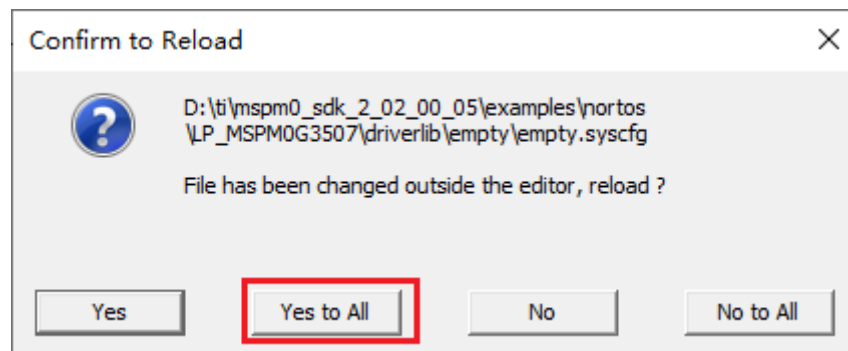 Confirm to Reload
D:\ti\mspm0_sdk_2_02_00_05\examples\nortos
\LP_MSPM0G3507\driverlib\empty\empty.syscfg
File has been changed outside the editor, reload ?
Yes
Yes to All
No
No to All